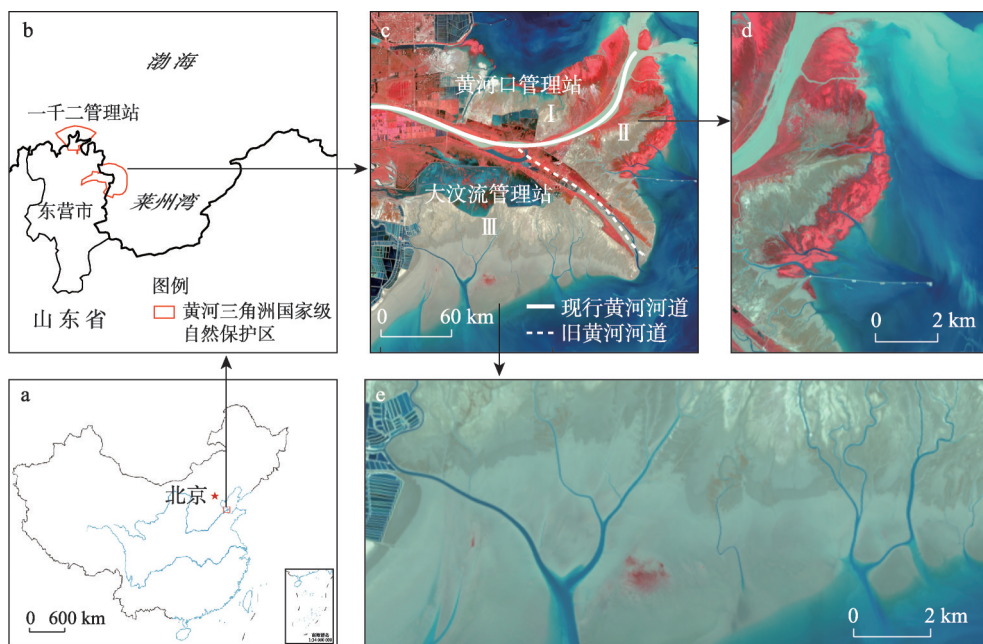 b
渤海
一千二管理站
莱州湾
东营市
图例
黄河三角洲国家级
自然保护区
山东省
c
黄河口管理站
I
II
大汶流管理站
III
0 60 km
现行黄河河道
旧黄河河道
d
0 2 km
a
北京
0 600 km
e
0 2 km